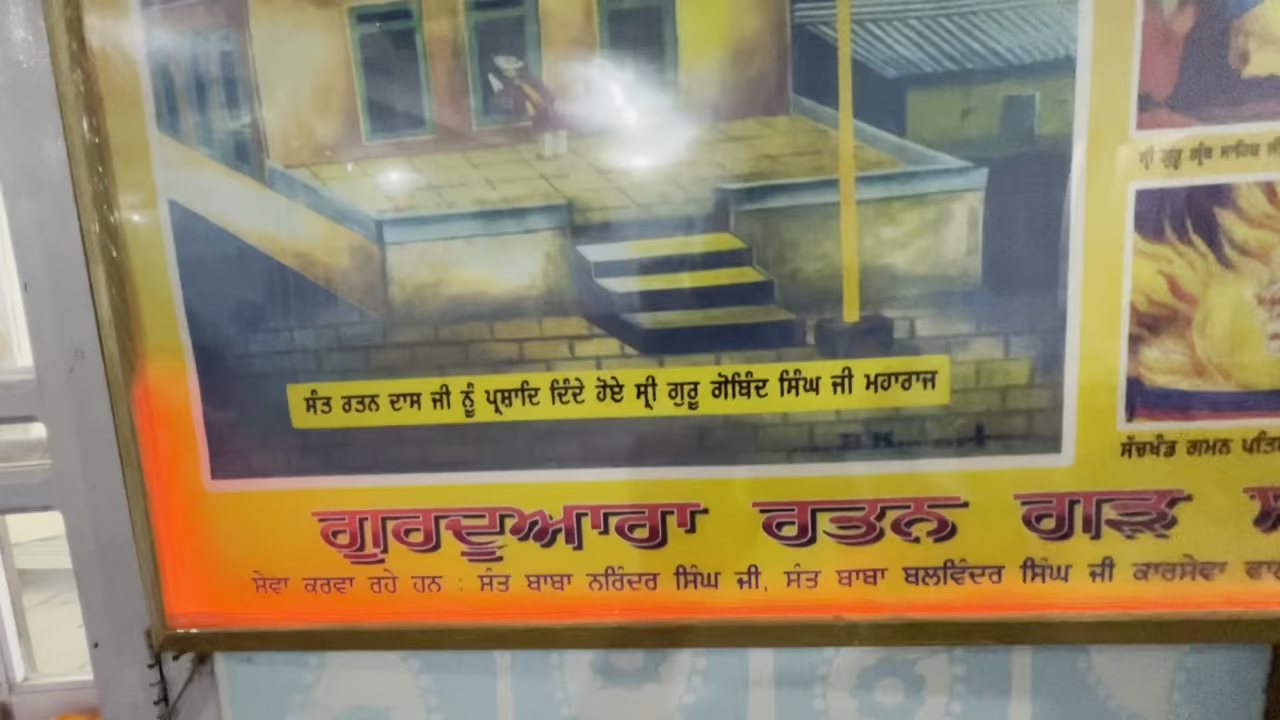 ਸ੍ਰੀ ਗੁਰੂ ਗ੍ਰੰਥ ਸਾਹਿਬ ਜੀ
ਸੰਤ ਰਤਨ ਦਾਸ ਜੀ ਨੂੰ ਪ੍ਰਸ਼ਾਦਿ ਦਿੰਦੇ ਹੋਏ ਸ੍ਰੀ ਗੁਰੂ ਗੋਬਿੰਦ ਸਿੰਘ ਜੀ ਮਹਾਰਾਜ
ਸੱਚਖੰਡ ਗਮਨ
ਗੁਰਦੁਆਰਾ ਰਤਨ ਗੜ੍ਹ
ਸੇਵਾ ਕਰਵਾ ਰਹੇ ਹਨ : ਸੰਤ ਬਾਬਾ ਨਰਿੰਦਰ ਸਿੰਘ ਜੀ, ਸੰਤ ਬਾਬਾ ਬਲਵਿੰਦਰ ਸਿੰਘ ਜੀ ਕਾਰਸੇਵਾ